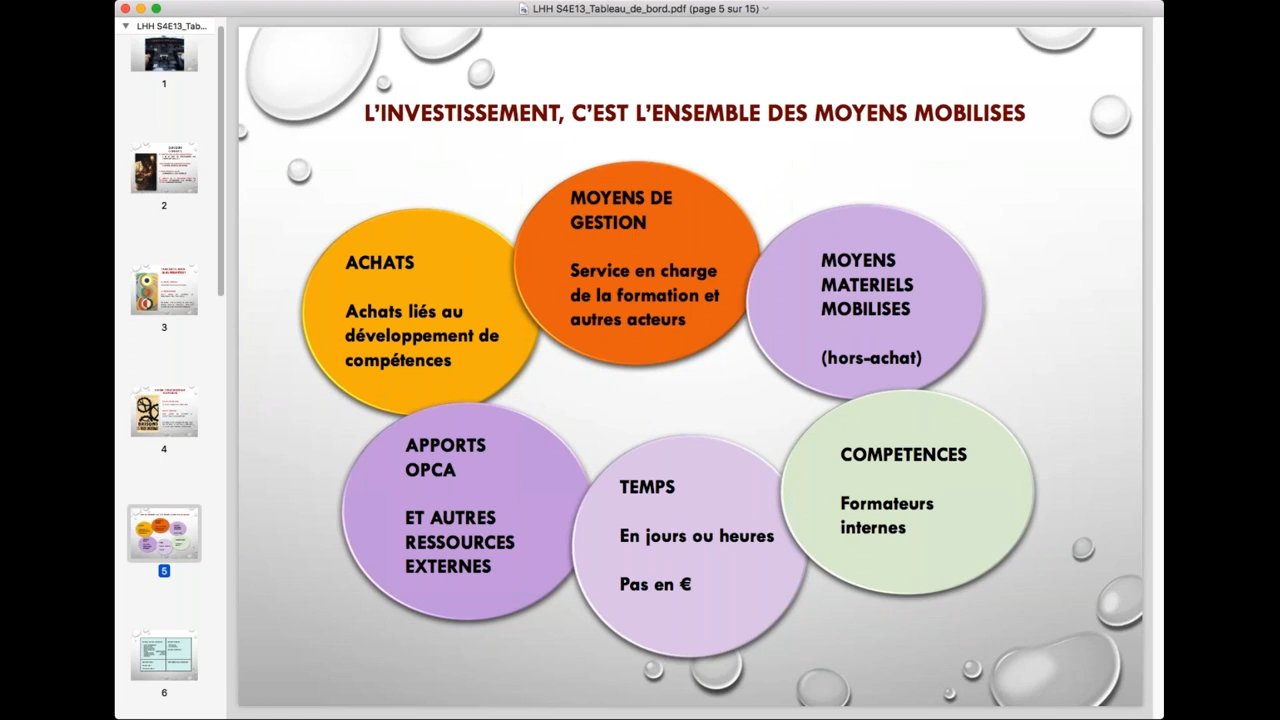 LHH S4E13_Tableau_de_bord.pdf (page 5 sur 15)
LHH S4E13_Tab...
1
2
3
4
5
6
L’INVESTISSEMENT, C’EST L’ENSEMBLE DES MOYENS MOBILISES
ACHATS
Achats liés au
développement de
compétences
MOYENS DE
GESTION
Service en charge
de la formation et
autres acteurs
MOYENS
MATERIELS
MOBILISES
(hors-achat)
APPORTS
OPCA
ET AUTRES
RESSOURCES
EXTERNES
TEMPS
En jours ou heures
Pas en €
COMPETENCES
Formateurs
internes